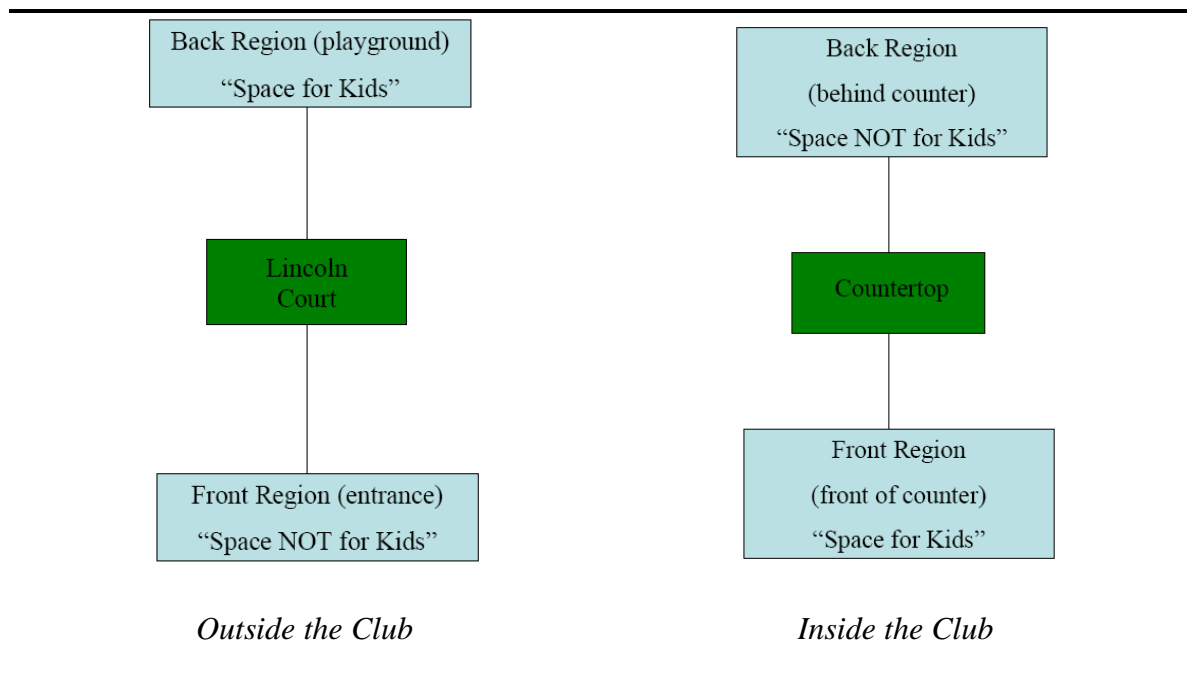 Back Region (playground)
“Space for Kids”
Lincoln
Court
Front Region (entrance)
“Space NOT for Kids”
Outside the Club
Back Region
(behind counter)
“Space NOT for Kids”
Countertop
Front Region
(front of counter)
“Space for Kids”
Inside the Club